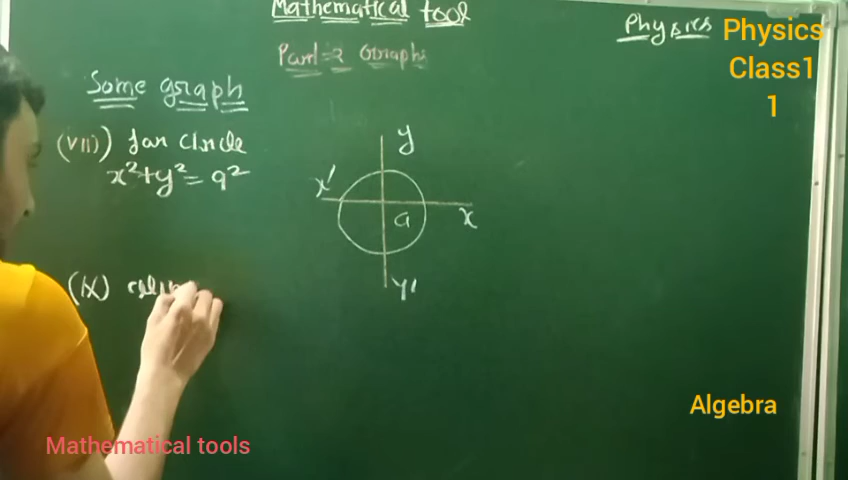 Mathematical tool
Part=2 Graphs
Physics
Physics
Class1
1
Some graph
(VII) for Circle
x²+y²= a²
y
x'
x
a
y'
(IX)
Algebra
Mathematical tools